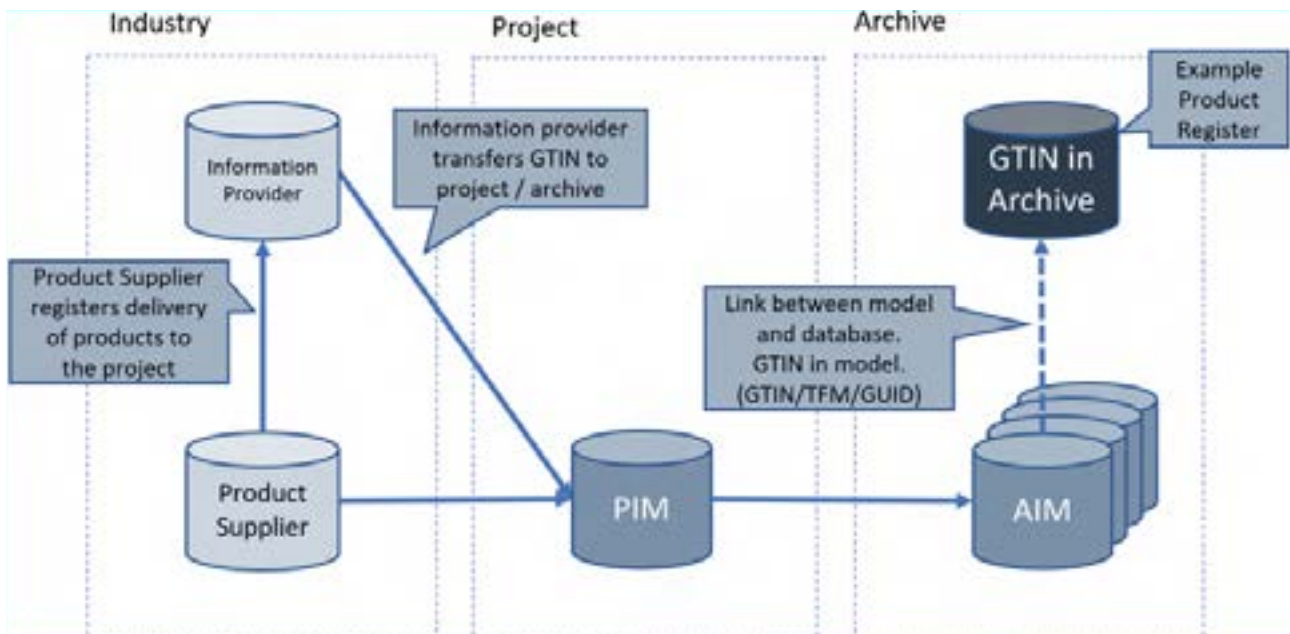 Industry
Project
Archive
Information
Provider
Information provider
transfers GTIN to
project / archive
Example
Product
Register
GTIN in
Archive
Product Supplier
registers delivery
of products to
the project
Link between model
and database.
GTIN in model.
(GTIN/TFM/GUID)
Product
Supplier
PIM
AIM